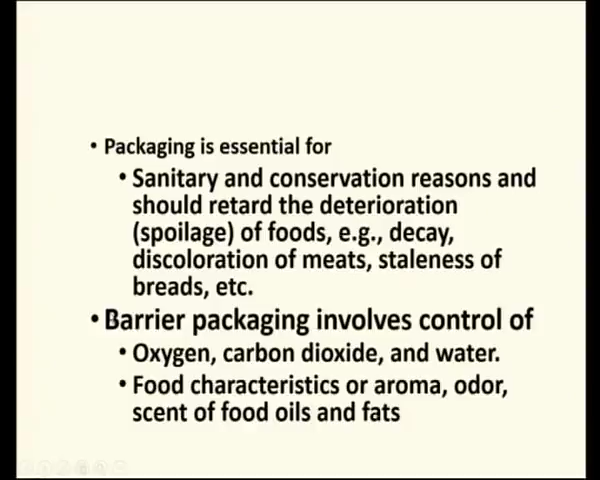 • Packaging is essential for
• Sanitary and conservation reasons and
should retard the deterioration
(spoilage) of foods, e.g., decay,
discoloration of meats, staleness of
breads, etc.
• Barrier packaging involves control of
• Oxygen, carbon dioxide, and water.
• Food characteristics or aroma, odor,
scent of food oils and fats